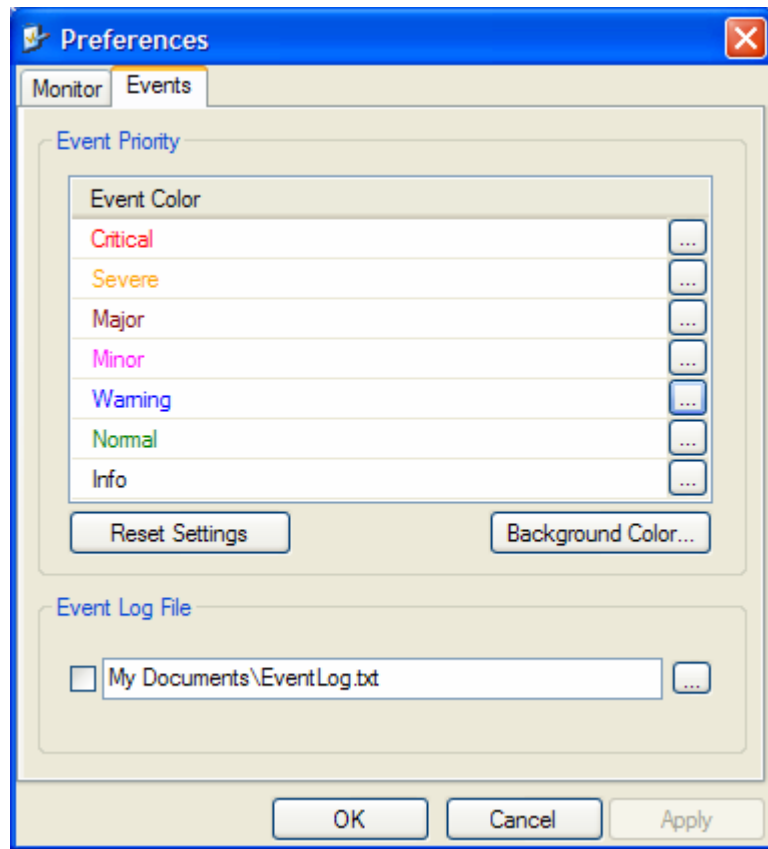 Preferences
Monitor Events
Event Priority
Event Color
Critical ...
Severe ...
Major ...
Minor ...
Warning ...
Normal ...
Info ...
Reset Settings Background Color...
Event Log File
My Documents\EventLog.txt ...
OK Cancel Apply